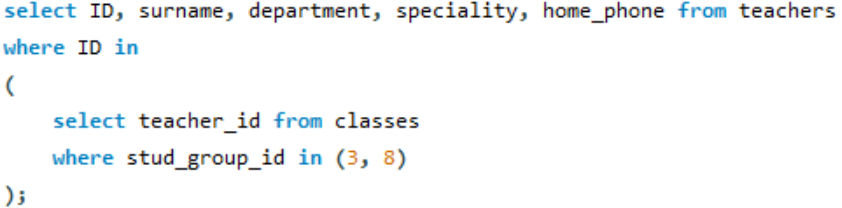 select ID, surname, department, speciality, home_phone from teachers
where ID in
(
    select teacher_id from classes
    where stud_group_id in (3, 8)
);